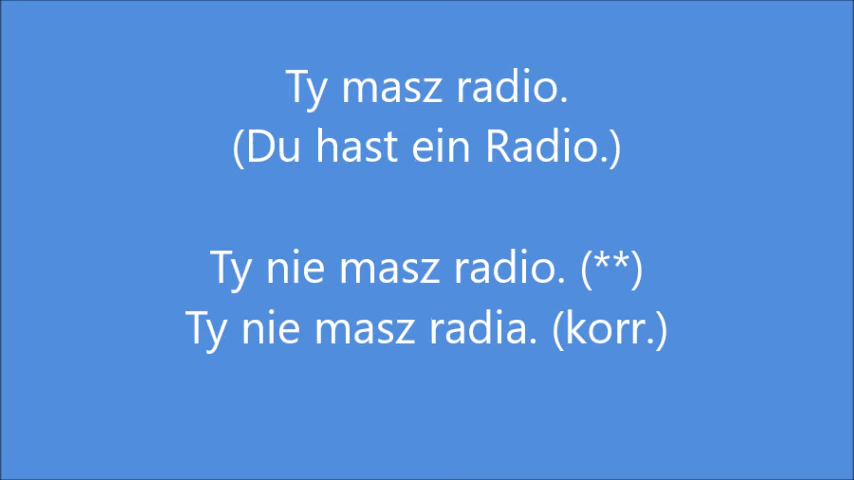 Ty masz radio.
(Du hast ein Radio.)
Ty nie masz radio. (**)
Ty nie masz radia. (korr.)